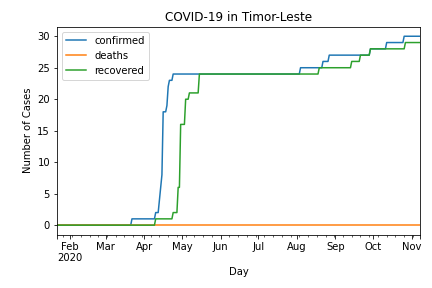 COVID-19 in Timor-Leste
confirmed
deaths
recovered
Number of Cases
30
25
20
15
10
5
0
Feb Mar Apr May Jun Jul Aug Sep Oct Nov
2020
Day